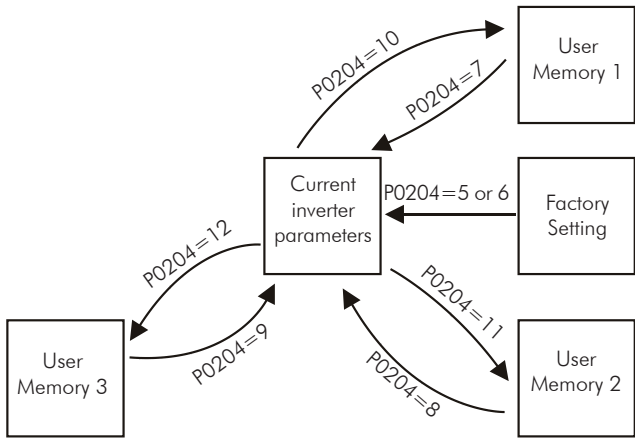 P0204=10
User
Memory 1
P0204=7
Current
inverter
parameters
P0204=5 or 6
Factory
Setting
P0204=12
P0204=11
P0204=9
P0204=8
User
Memory 3
User
Memory 2